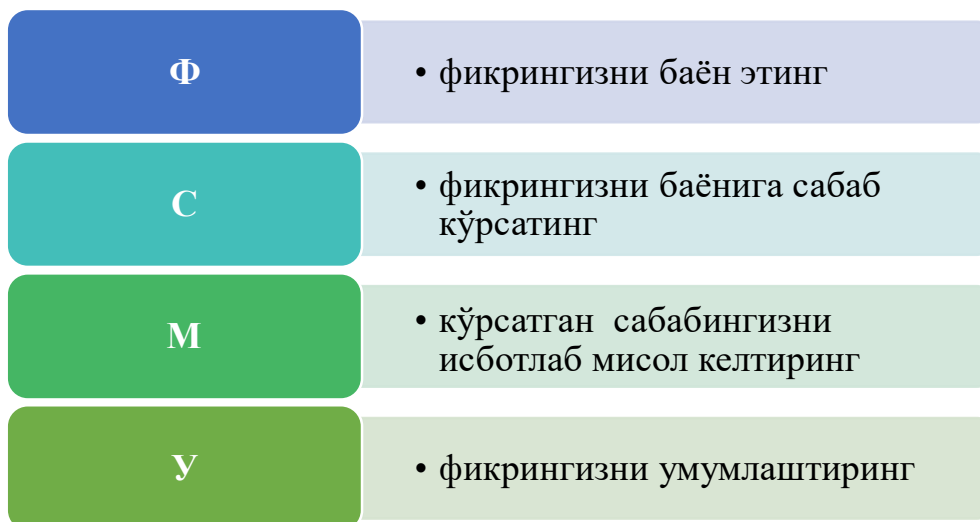 Ф
• фикрингизни баён этинг
С
• фикрингизни баёнига сабаб
кўрсатинг
М
• кўрсатган сабабингизни
исботлаб мисол келтиринг
У
• фикрингизни умумлаштиринг